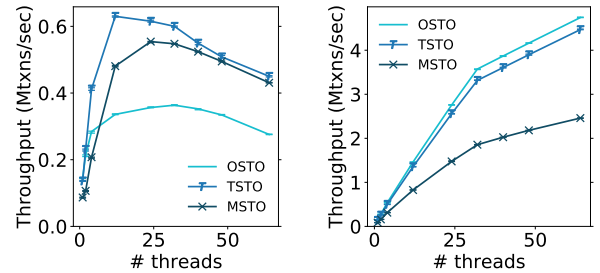 Throughput (Mtxns/sec)
0.6
0.4
0.2
0.0
OSTO
TSTO
MSTO
0
25
50
# threads
Throughput (Mtxns/sec)
4
3
2
1
0
OSTO
TSTO
MSTO
0
25
50
# threads